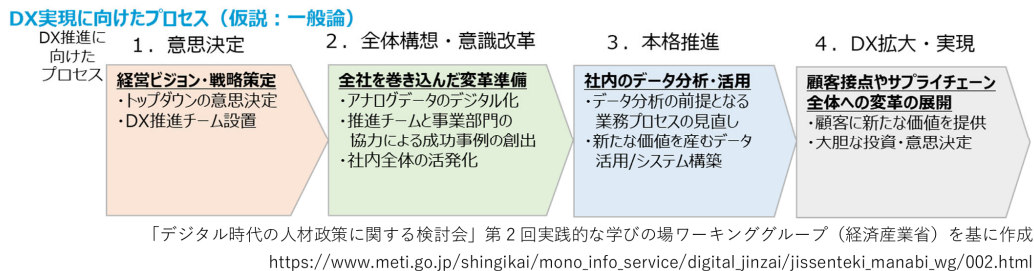 DX実現に向けたプロセス（仮説：一般論）
DX推進に
向けた
プロセス
1．意思決定
経営ビジョン・戦略策定
・トップダウンの意思決定
・DX推進チーム設置
2．全体構想・意識改革
全社を巻き込んだ変革準備
・アナログデータのデジタル化
・推進チームと事業部門の
協力による成功事例の創出
・社内全体の活発化
3．本格推進
社内のデータ分析・活用
・データ分析の前提となる
業務プロセスの見直し
・新たな価値を産むデータ
活用/システム構築
4．DX拡大・実現
顧客接点やサプライチェーン
全体への変革の展開
・顧客に新たな価値を提供
・大胆な投資・意思決定
「デジタル時代の人材政策に関する検討会」第2回実践的な学びの場ワーキンググループ（経済産業省）を基に作成
https://www.meti.go.jp/shingikai/mono_info_service/digital_jinzai/jissenteki_manabi_wg/002.html